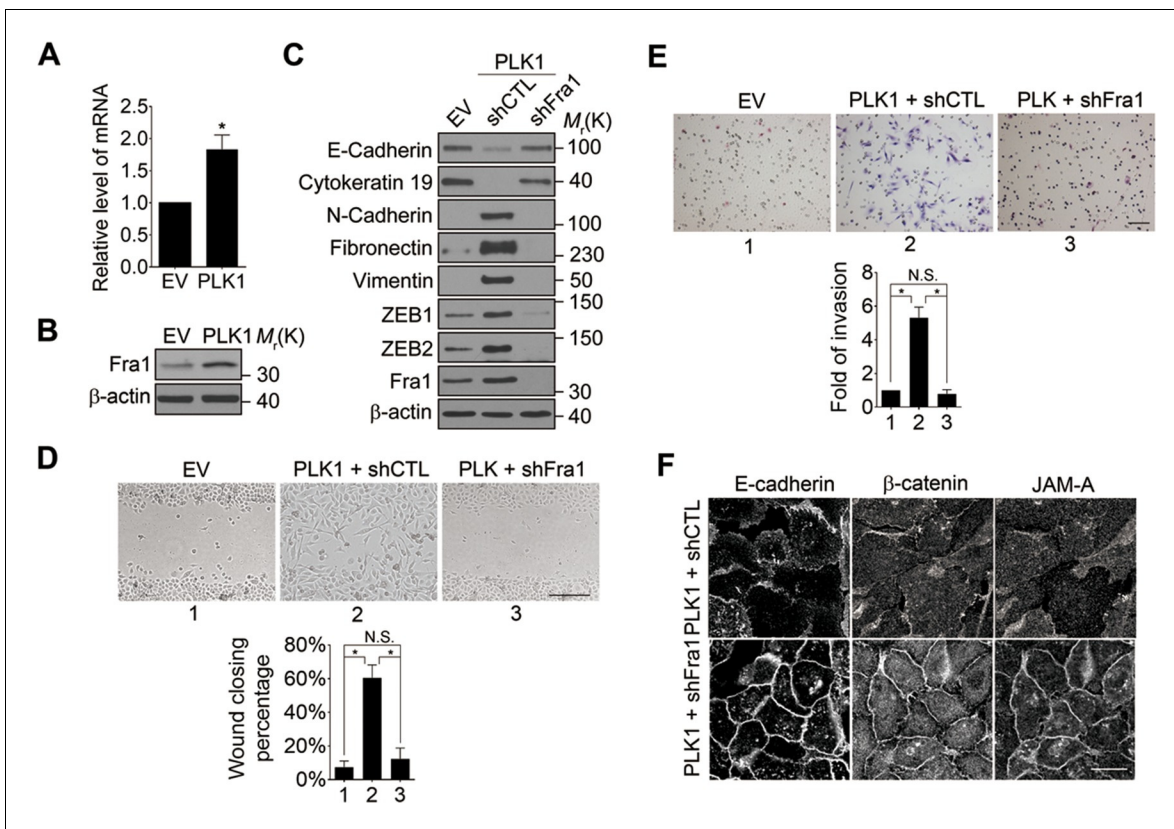 A
Relative level of mRNA
2.5
2.0
1.5
1.0
0.5
0.0
*
EV PLK1
B
EV PLK1 Mr(K)
Fra1
30
β-actin
40
C
PLK1
EV shCTL shFra1 Mr(K)
E-Cadherin 100
Cytokeratin 19 40
N-Cadherin 100
Fibronectin 230
Vimentin 50
150
ZEB1
ZEB2 150
Fra1 30
β-actin 40
D
EV PLK1 + shCTL PLK + shFra1
1 2 3
Wound closing
percentage
80%
60%
40%
20%
0%
N.S.
* *
1 2 3
E
EV PLK1 + shCTL PLK + shFra1
1 2 3
Fold of invasion
8
6
4
2
0
N.S.
* *
1 2 3
F
E-cadherin β-catenin JAM-A
PLK1 + shCTL
PLK1 + shFra1